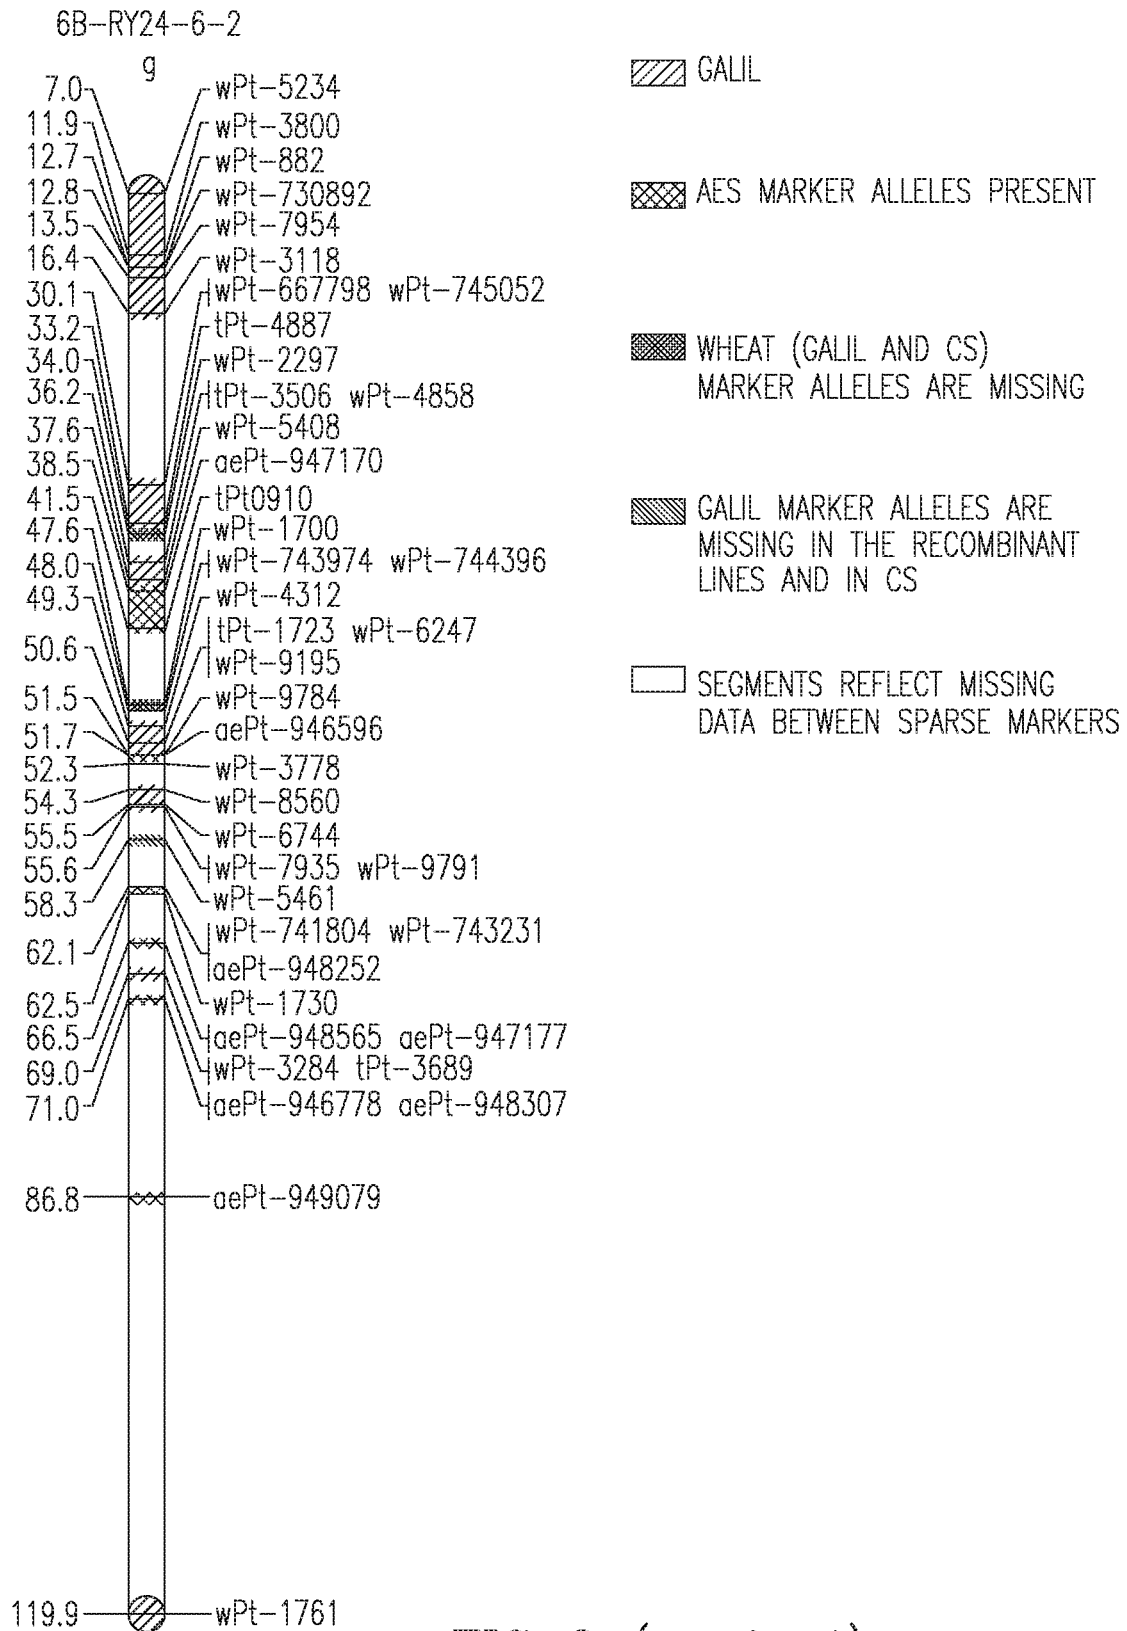 6B-RY24-6-2
g
7.0 wPt-5234
11.9 wPt-3800
12.7 wPt-882
12.8 wPt-730892
13.5 wPt-7954
16.4 wPt-3118
30.1 wPt-667798 wPt-745052
33.2 tPt-4887
34.0 wPt-2297
36.2 tPt-3506 wPt-4858
37.6 wPt-5408
38.5 aePt-947170
41.5 tPt0910
47.6 wPt-1700
48.0 wPt-743974 wPt-744396
49.3 wPt-4312
50.6 tPt-1723 wPt-6247
wPt-9195
51.5 wPt-9784
51.7 aePt-946596
52.3 wPt-3778
54.3 wPt-8560
55.5 wPt-6744
55.6 wPt-7935 wPt-9791
58.3 wPt-5461
62.1 wPt-741804 wPt-743231
aePt-948252
62.5 wPt-1730
66.5 aePt-948565 aePt-947177
69.0 wPt-3284 tPt-3689
71.0 aePt-946778 aePt-948307
86.8 aePt-949079
119.9 wPt-1761
GALIL
AES MARKER ALLELES PRESENT
WHEAT (GALIL AND CS)
MARKER ALLELES ARE MISSING
GALIL MARKER ALLELES ARE
MISSING IN THE RECOMBINANT
LINES AND IN CS
SEGMENTS REFLECT MISSING
DATA BETWEEN SPARSE MARKERS